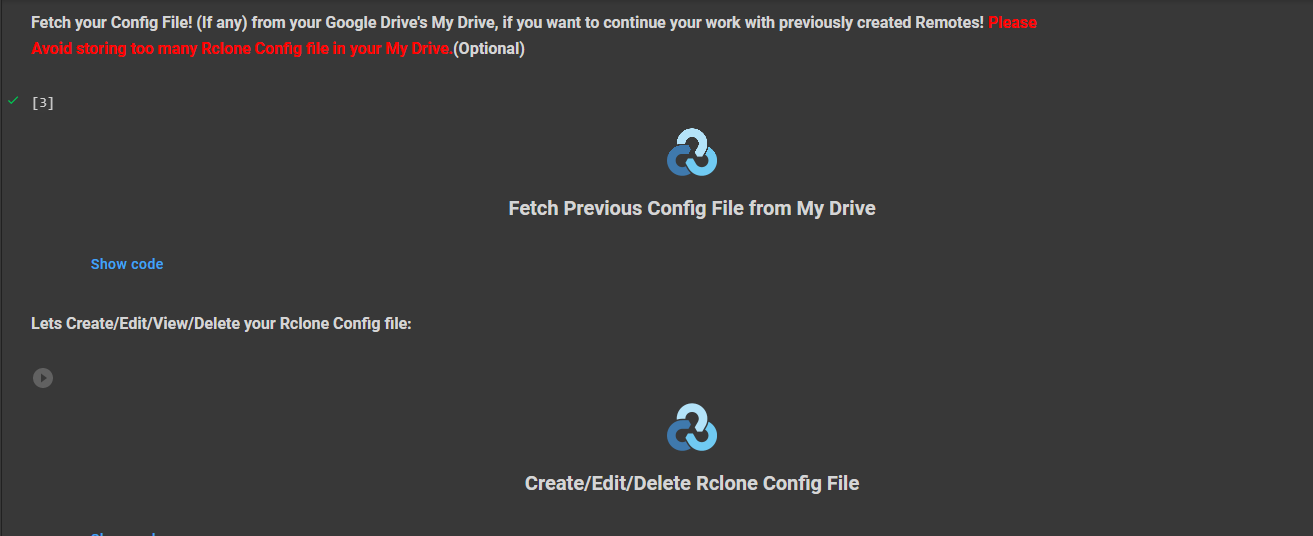 Fetch your Config File! (If any) from your Google Drive's My Drive, if you want to continue your work with previously created Remotes! Please
Avoid storing too many Rclone Config file in your My Drive.(Optional)
[3]
Fetch Previous Config File from My Drive
Show code
Lets Create/Edit/View/Delete your Rclone Config file:
Create/Edit/Delete Rclone Config File